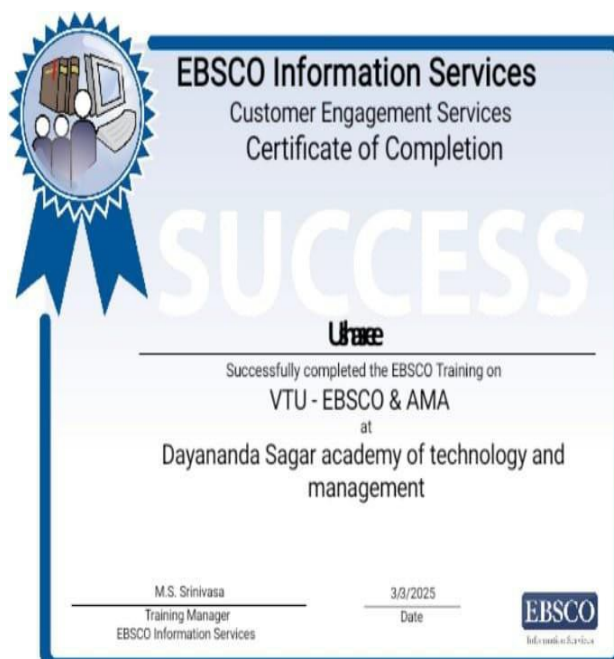 EBSCO Information Services
Customer Engagement Services
Certificate of Completion
SUCCESS
Successfully completed the EBSCO Training on
VTU - EBSCO & AMA
at
Dayananda Sagar academy of technology and
management
M.S. Srinivasa
3/3/2025
Training Manager
Date
EBSCO Information Services
EBSCO
Information Services